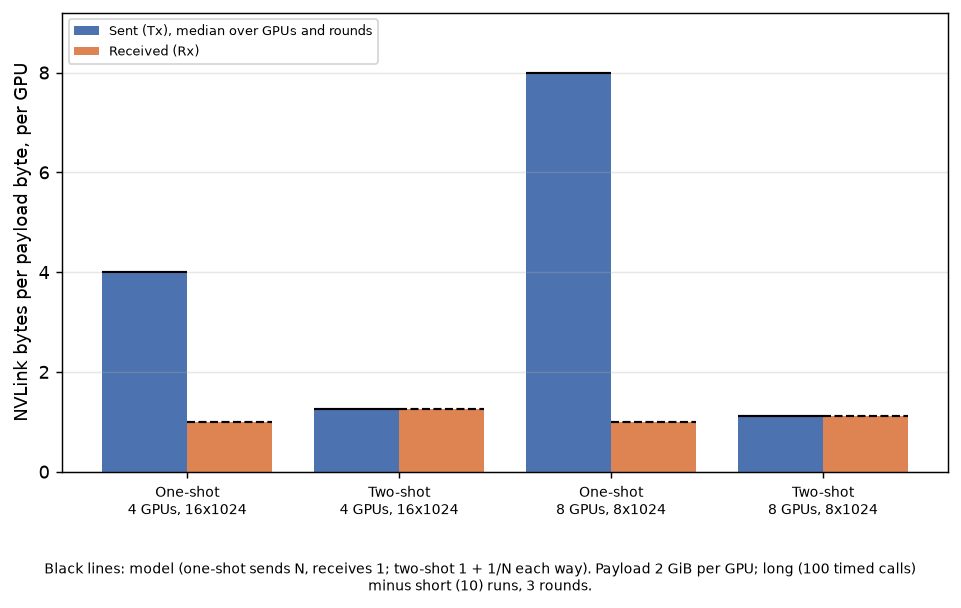 Sent (Tx), median over GPUs and rounds
Received (Rx)
NVLink bytes per payload byte, per GPU
8
6
4
2
0
One-shot
4 GPUs, 16x1024
Two-shot
4 GPUs, 16x1024
One-shot
8 GPUs, 8x1024
Two-shot
8 GPUs, 8x1024
Black lines: model (one-shot sends N, receives 1; two-shot 1 + 1/N each way). Payload 2 GiB per GPU; long (100 timed calls)
minus short (10) runs, 3 rounds.